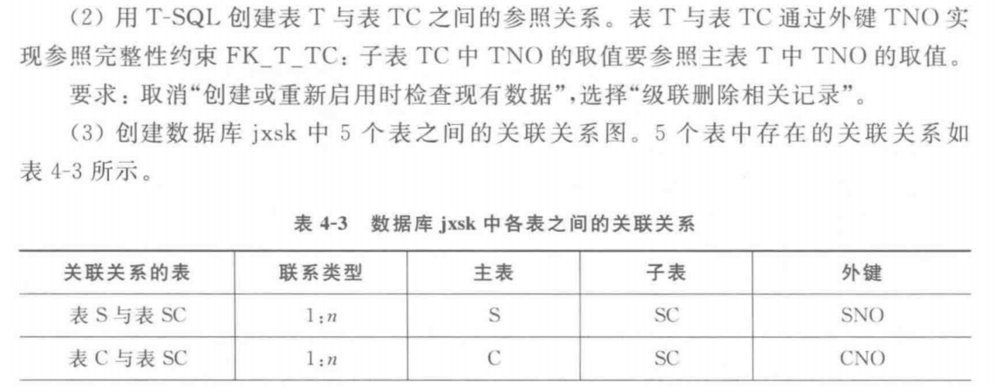 (2) 用 T-SQL 创建表 T 与表 TC 之间的参照关系。表 T 与表 TC 通过外键 TNO 实
现参照完整性约束 FK_T_TC：子表 TC 中 TNO 的取值要参照主表 T 中 TNO 的取值。
要求：取消“创建或重新启用时检查现有数据”，选择“级联删除相关记录”。
(3) 创建数据库 jxsk 中 5 个表之间的关联关系图。5 个表中存在的关联关系如
表 4-3 所示。
表 4-3 数据库 jxsk 中各表之间的关联关系
关联关系的表 联系类型 主表 子表 外键
表 S 与表 SC 1:n S SC SNO
表 C 与表 SC 1:n C SC CNO